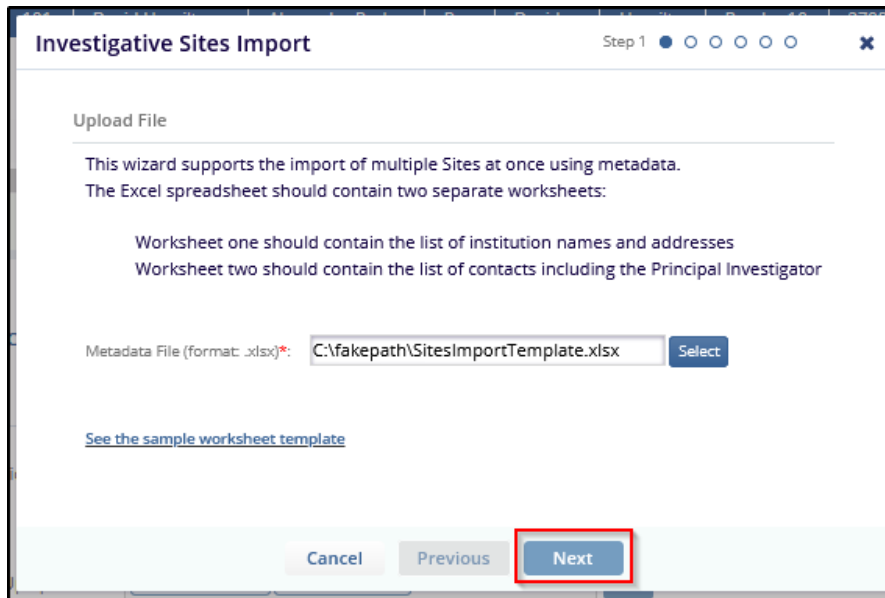 Investigative Sites Import
Step 1
Upload File
This wizard supports the import of multiple Sites at once using metadata.
The Excel spreadsheet should contain two separate worksheets:
Worksheet one should contain the list of institution names and addresses
Worksheet two should contain the list of contacts including the Principal Investigator
Metadata File (format: .xlsx)*: C:\fakepath\SitesImportTemplate.xlsx Select
See the sample worksheet template
Cancel Previous Next